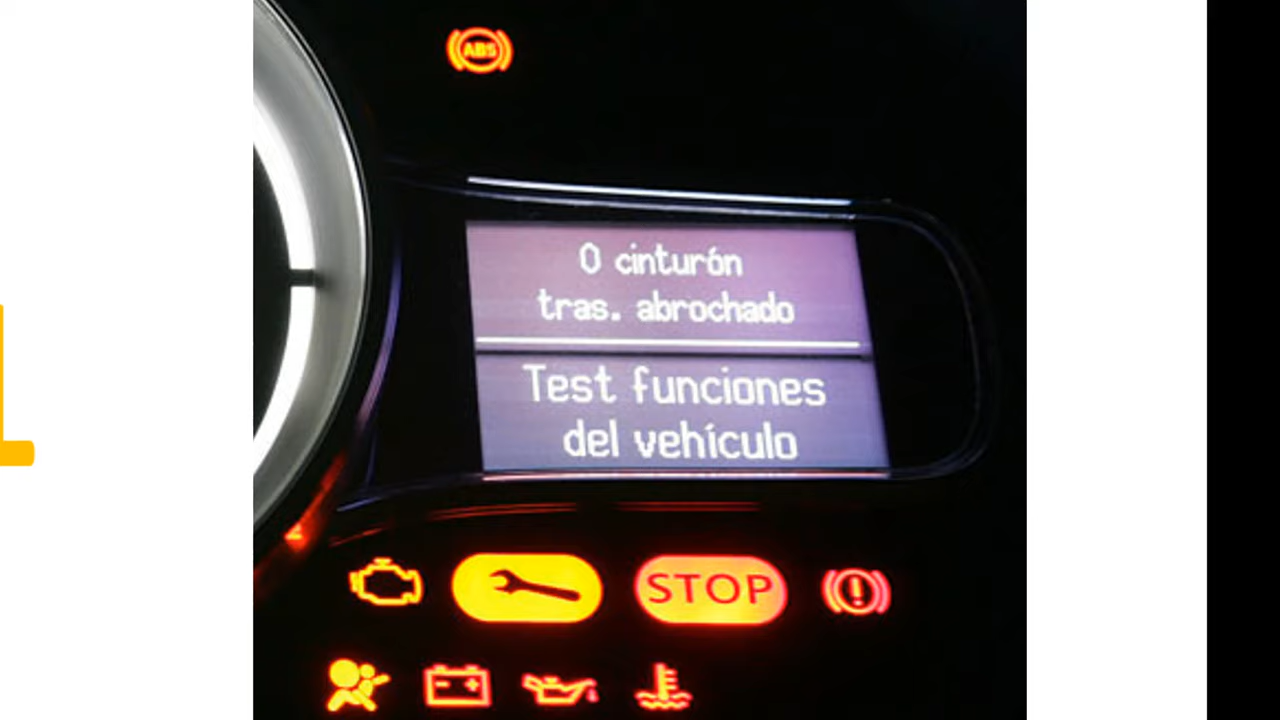 ABS
0 cinturón
tras. abrochado
Test funciones
del vehículo
STOP